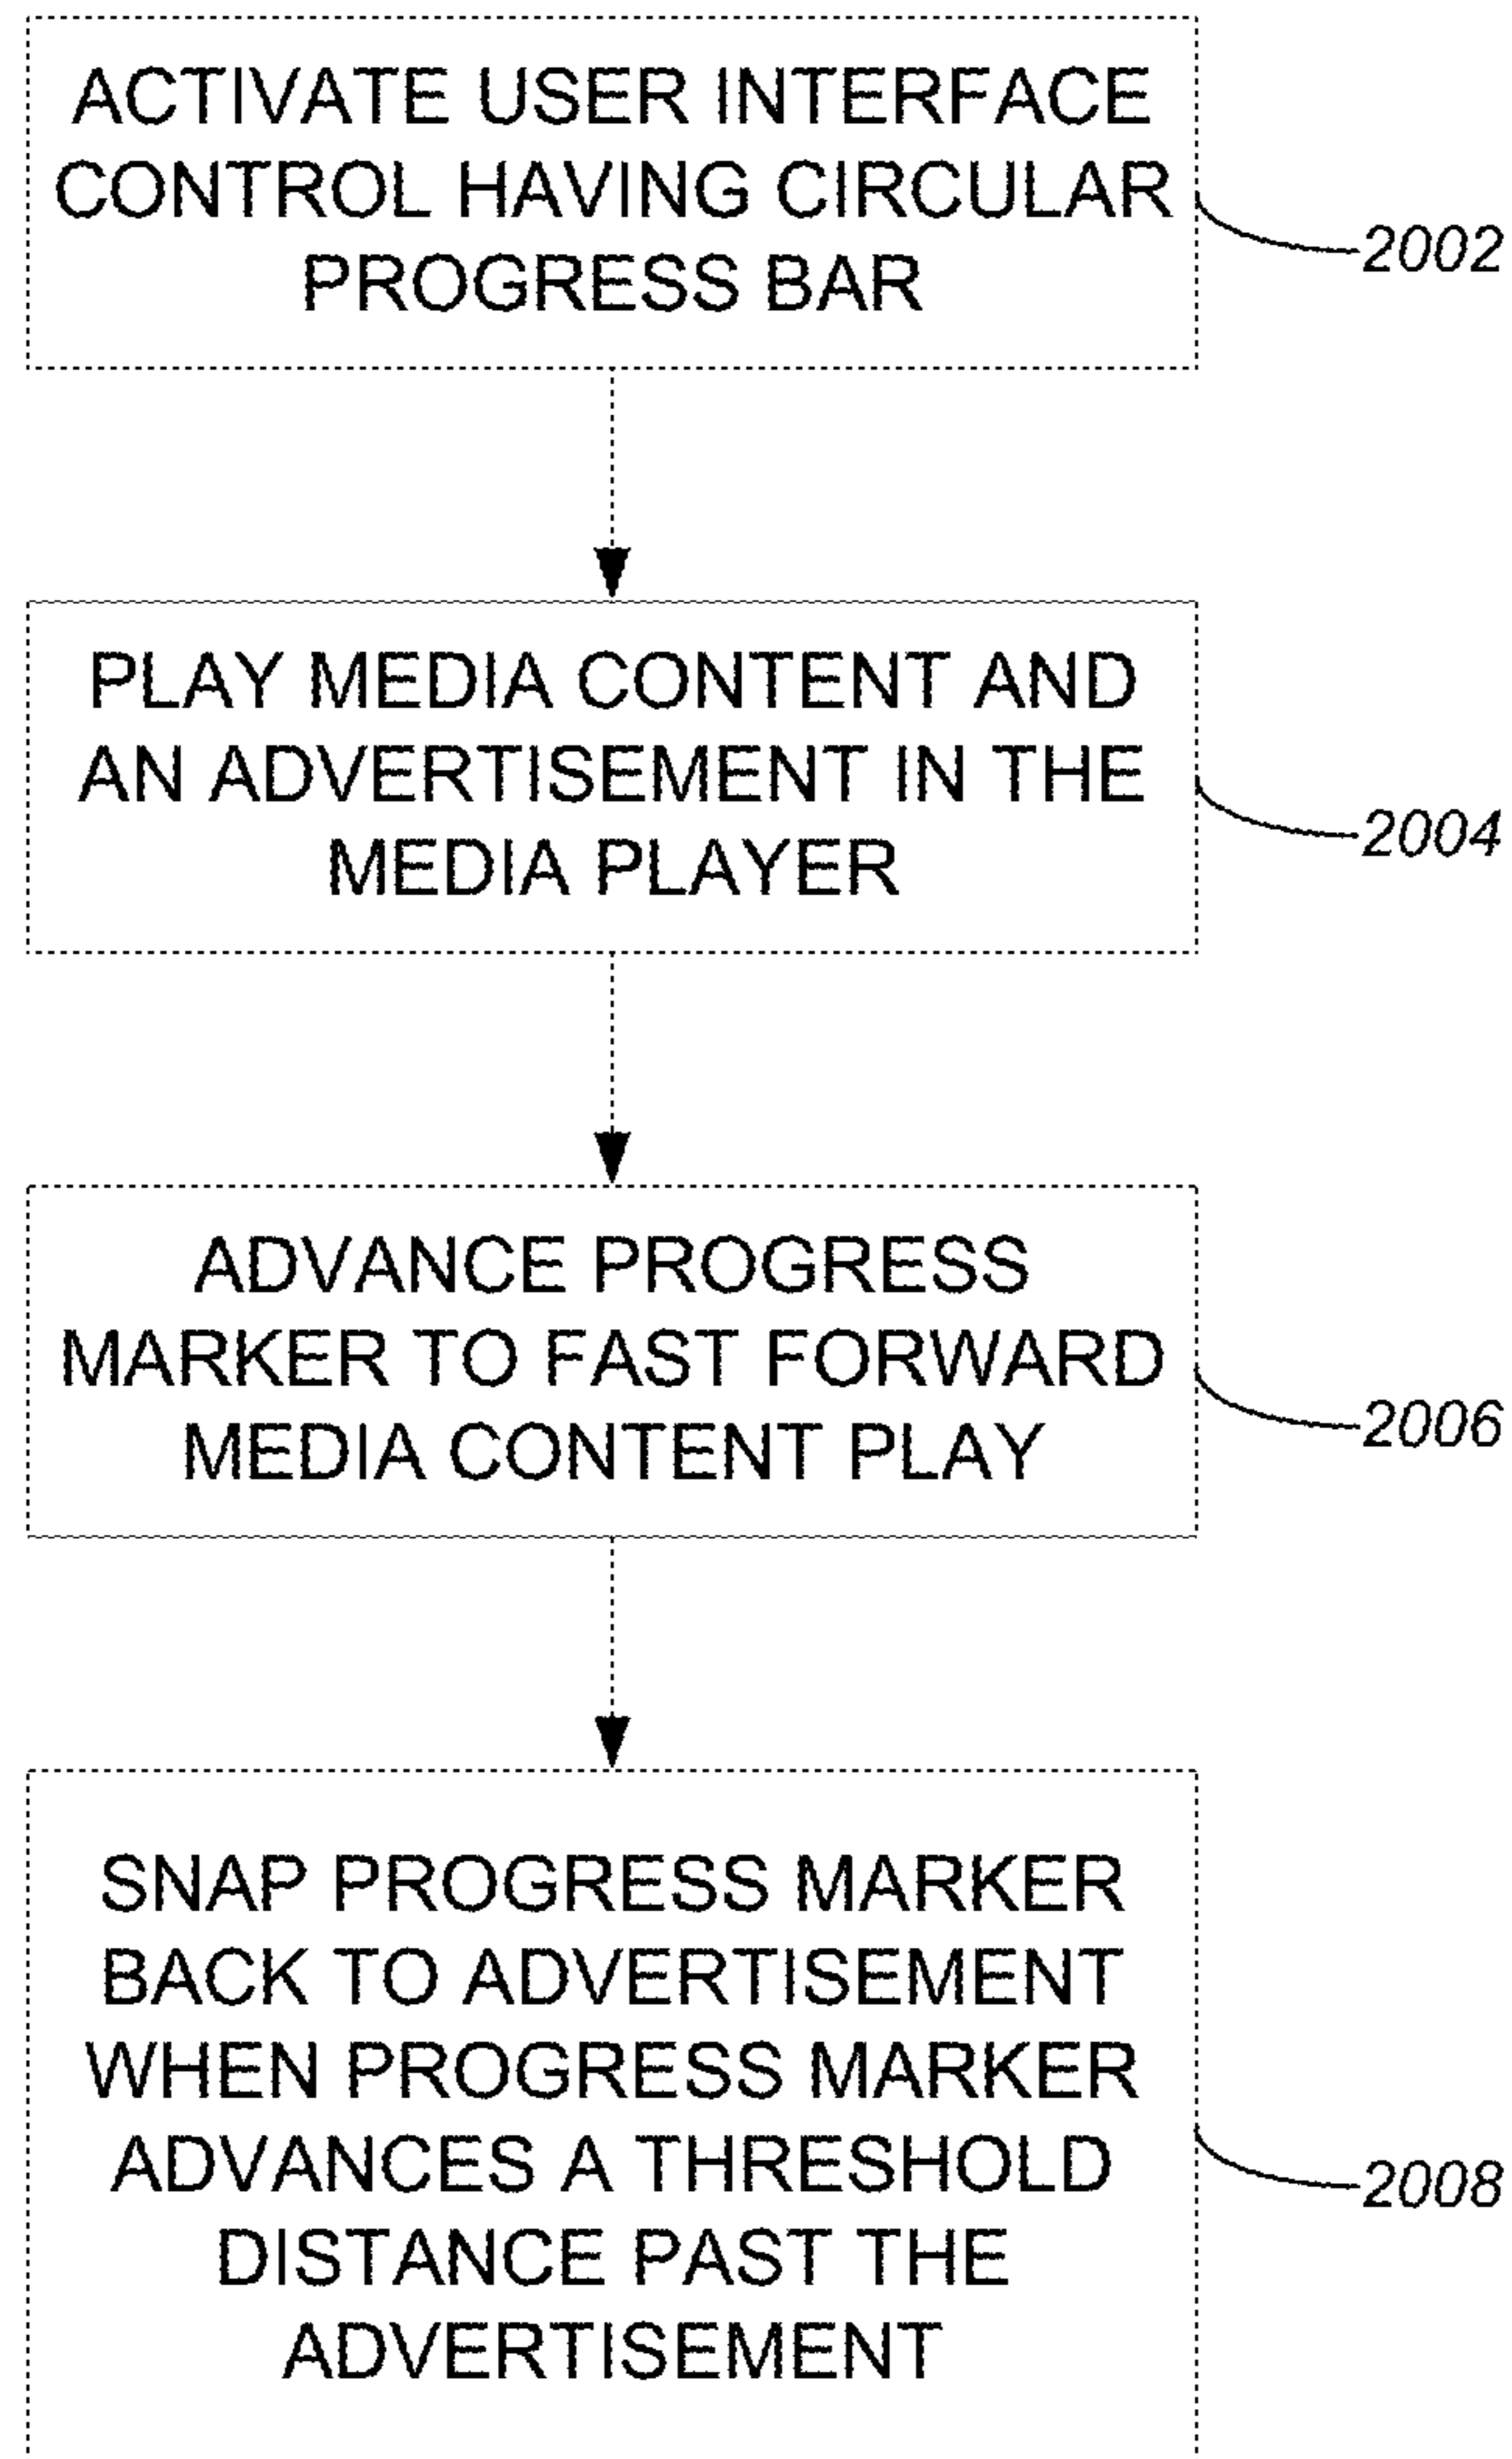 ACTIVATE USER INTERFACE
CONTROL HAVING CIRCULAR
PROGRESS BAR
2002
PLAY MEDIA CONTENT AND
AN ADVERTISEMENT IN THE
MEDIA PLAYER
2004
ADVANCE PROGRESS
MARKER TO FAST FORWARD
MEDIA CONTENT PLAY
2006
SNAP PROGRESS MARKER
BACK TO ADVERTISEMENT
WHEN PROGRESS MARKER
ADVANCES A THRESHOLD
DISTANCE PAST THE
ADVERTISEMENT
2008